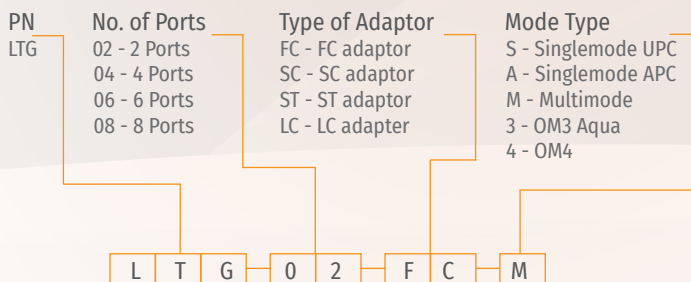 PN
LTG
No. of Ports
02 - 2 Ports
04 - 4 Ports
06 - 6 Ports
08 - 8 Ports
Type of Adaptor
FC - FC adaptor
SC - SC adaptor
ST - ST adaptor
LC - LC adapter
Mode Type
S - Singlemode UPC
A - Singlemode APC
M - Multimode
3 - OM3 Aqua
4 - OM4
L T G 0 2 F C M